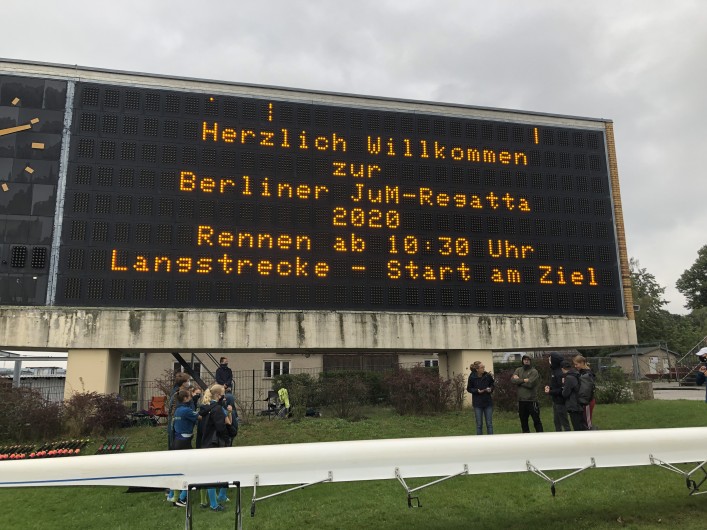 Herzlich Willkommen
zur
Berliner JuM-Regatta
2020
Rennen ab 10:30 Uhr
Langstrecke - Start am Ziel